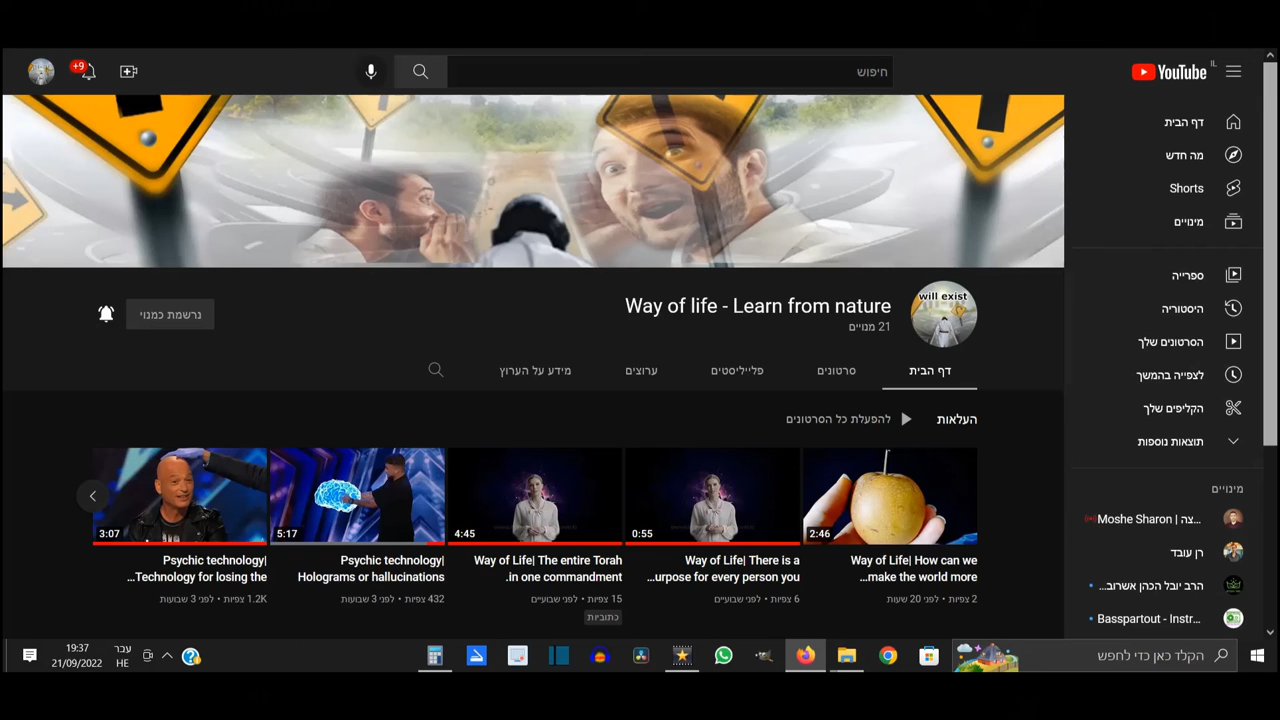 YouTube IL
חיפוש
+9
דף הבית
מה חדש
Shorts
מינויים
ספרייה
היסטוריה
הסרטונים שלך
לצפייה בהמשך
הקליפים שלך
תוצאות נוספות
מינויים
Moshe Sharon | צה...
רן עובד
הרב יובל הכהן אשרוב...
Basspartout - Instr...
will exist
Way of life - Learn from nature
21 מנויים
נרשמת כמנוי
דף הבית
סרטונים
פלייליסטים
ערוצים
מידע על הערוץ
העלאות
להפעלת כל הסרטונים
2:46
Way of Life| How can we
make the world more...
2 צפיות • לפני 20 שעות
0:55
Way of Life| There is a
urpose for every person you...
6 צפיות • לפני שבועיים
4:45
Way of Life| The entire Torah
in one commandment.
15 צפיות • לפני שבועיים
כתוביות
5:17
Psychic technology|
Holograms or hallucinations
432 צפיות • לפני 3 שבועות
3:07
Psychic technology|
Technology for losing the...
1.2K צפיות • לפני 3 שבועות
הקלד כאן כדי לחפש
עבר
HE
19:37
21/09/2022